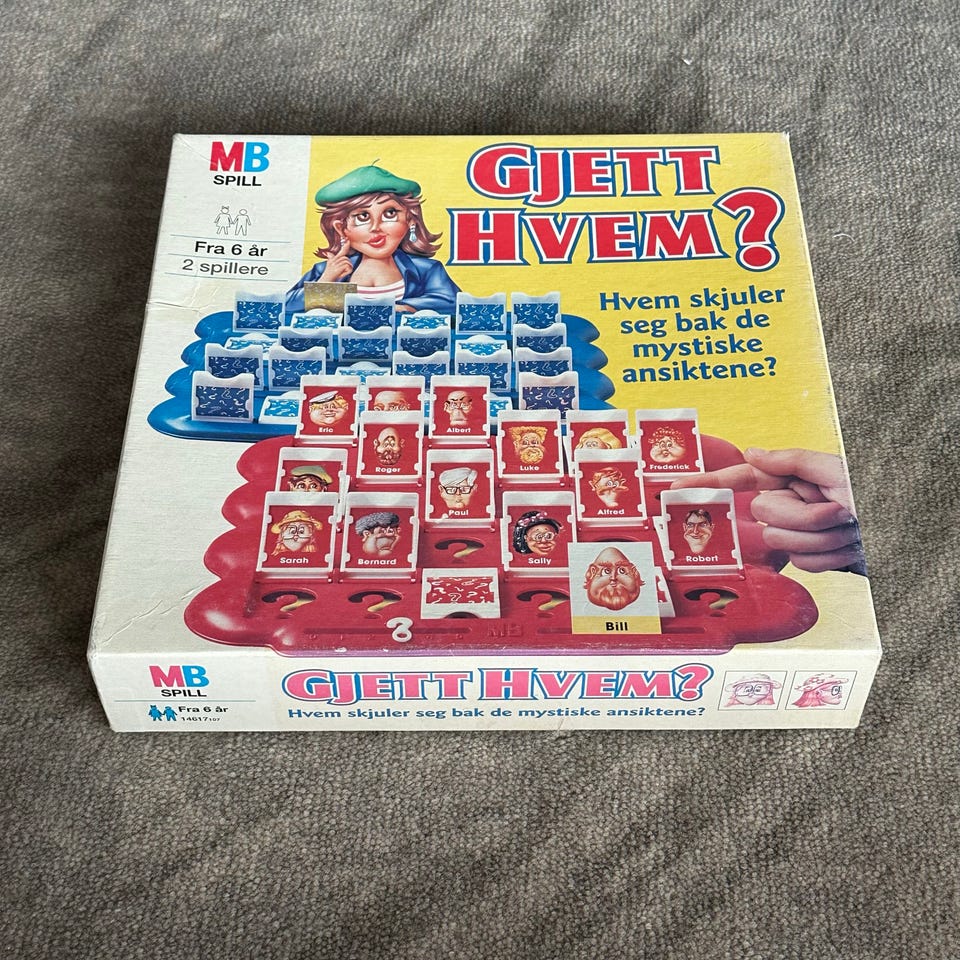 MB
SPILL
Fra 6 år
2 spillere
GJETT
HVEM?
Hvem skjuler
seg bak de
mystiske
ansiktene?
Eric
Albert
Roger
Luke
Frederick
Paul
Alfred
Sarah
Bernard
Sally
Robert
Bill
MB
MB
SPILL
Fra 6 år
14617107
GJETT HVEM?
Hvem skjuler seg bak de mystiske ansiktene?